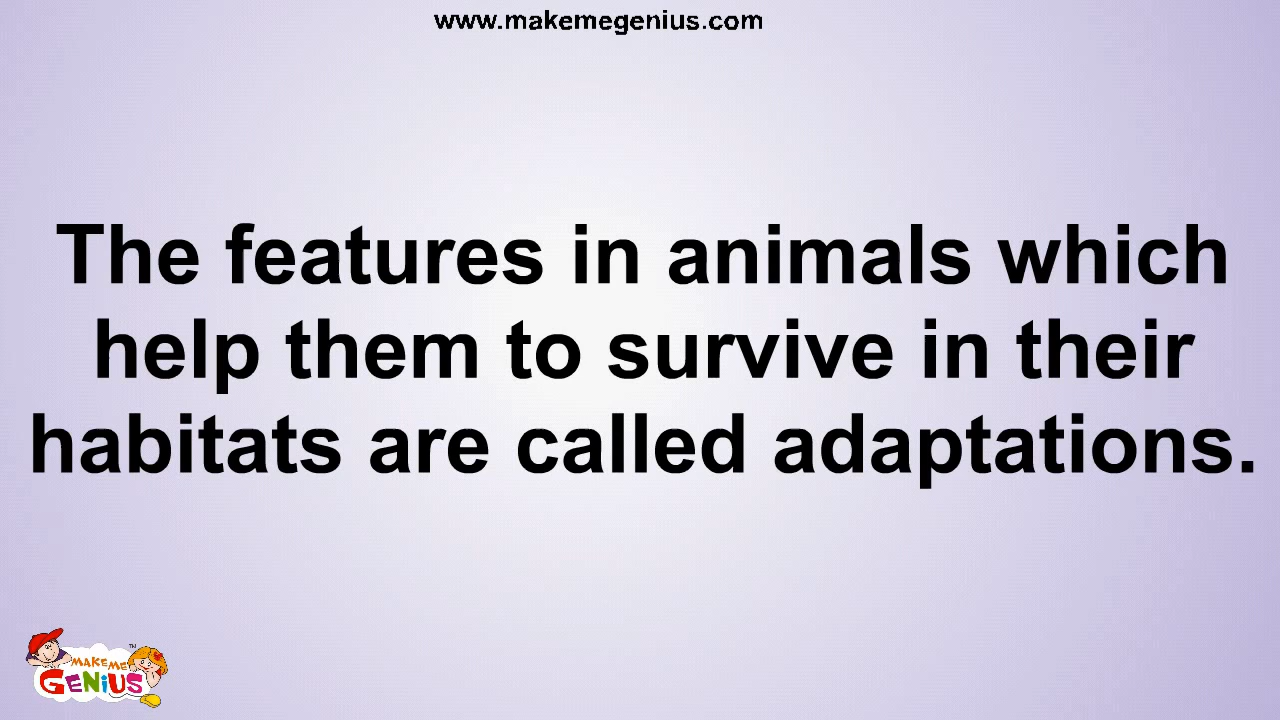 www.makemegenius.com
The features in animals which
help them to survive in their
habitats are called adaptations.
MAKE ME
GENiUS
TM